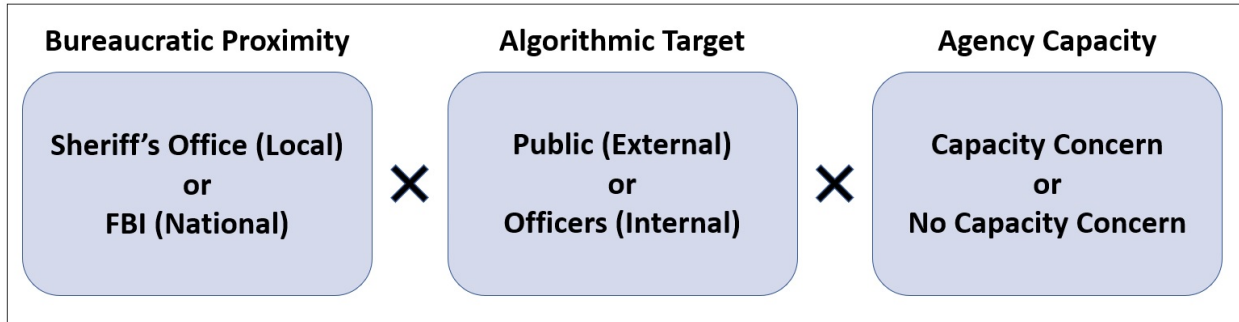 Bureaucratic Proximity
Sheriff’s Office (Local)
or
FBI (National)
Algorithmic Target
Public (External)
or
Officers (Internal)
Agency Capacity
Capacity Concern
or
No Capacity Concern